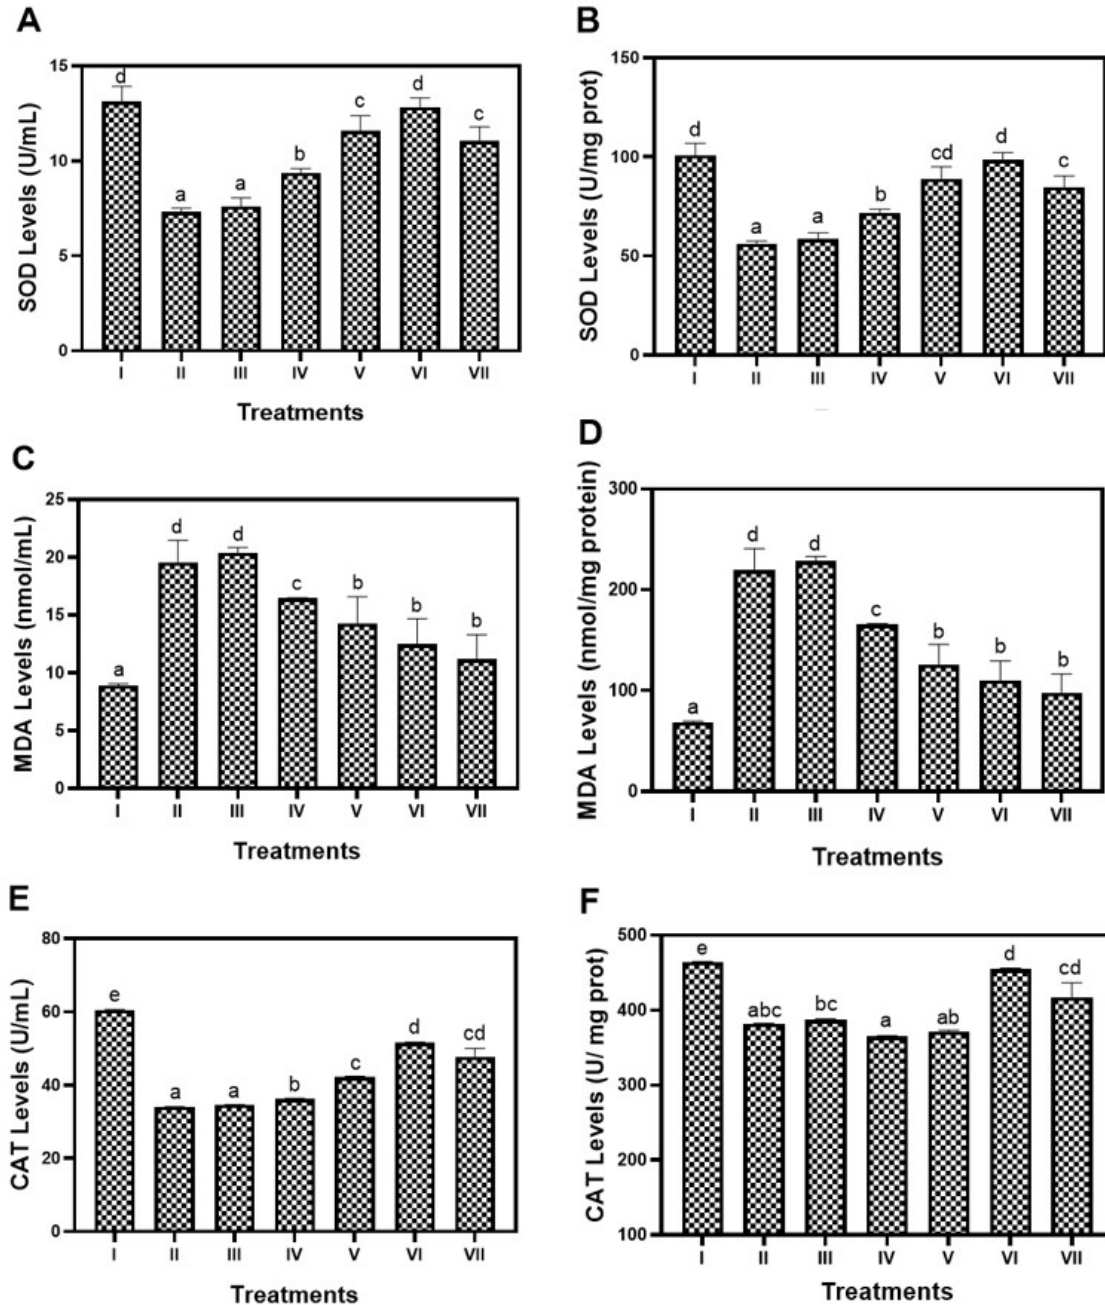 A
SOD Levels (U/mL)
15
10
5
0
d
a
a
b
c
d
c
I II III IV V VI VII
Treatments
B
SOD Levels (U/mg prot)
150
100
50
0
d
a
a
b
cd
d
c
I II III IV V VI VII
C
MDA Levels (nmol/mL)
25
20
15
10
5
0
a
d
d
c
b
b
b
I II III IV V VI VII
Treatments
D
MDA Levels (nmol/mg protein)
300
200
100
0
a
d
d
c
b
b
b
I II III IV V VI VII
Treatments
E
CAT Levels (U/mL)
80
60
40
20
0
e
a
a
b
c
d
cd
I II III IV V VI VII
Treatments
F
CAT Levels (U/ mg prot)
500
400
300
200
100
e
abc
bc
a
ab
d
cd
I II III IV V VI VII
Treatments